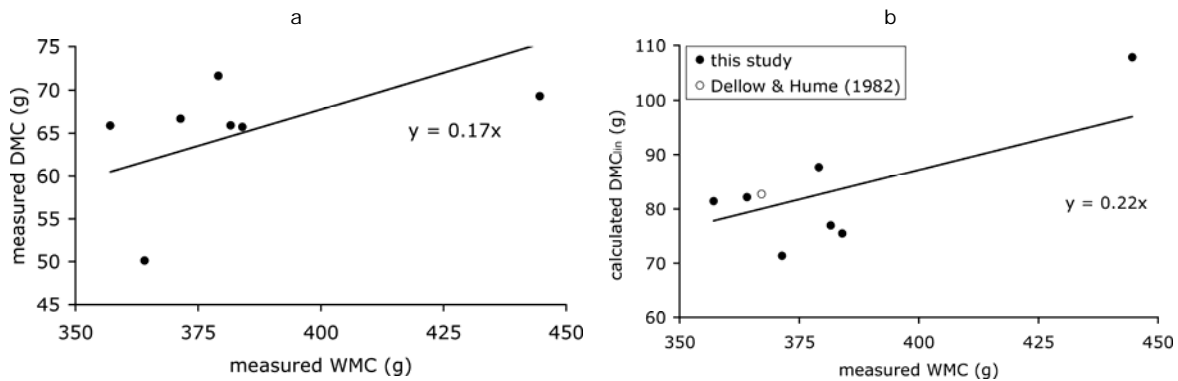 a
75
70
65
60
55
50
45
350
375
400
425
450
measured DMC (g)
measured WMC (g)
y = 0.17x
b
110
100
90
80
70
60
350
375
400
425
450
calculated DMClin (g)
measured WMC (g)
this study
Dellow & Hume (1982)
y = 0.22x